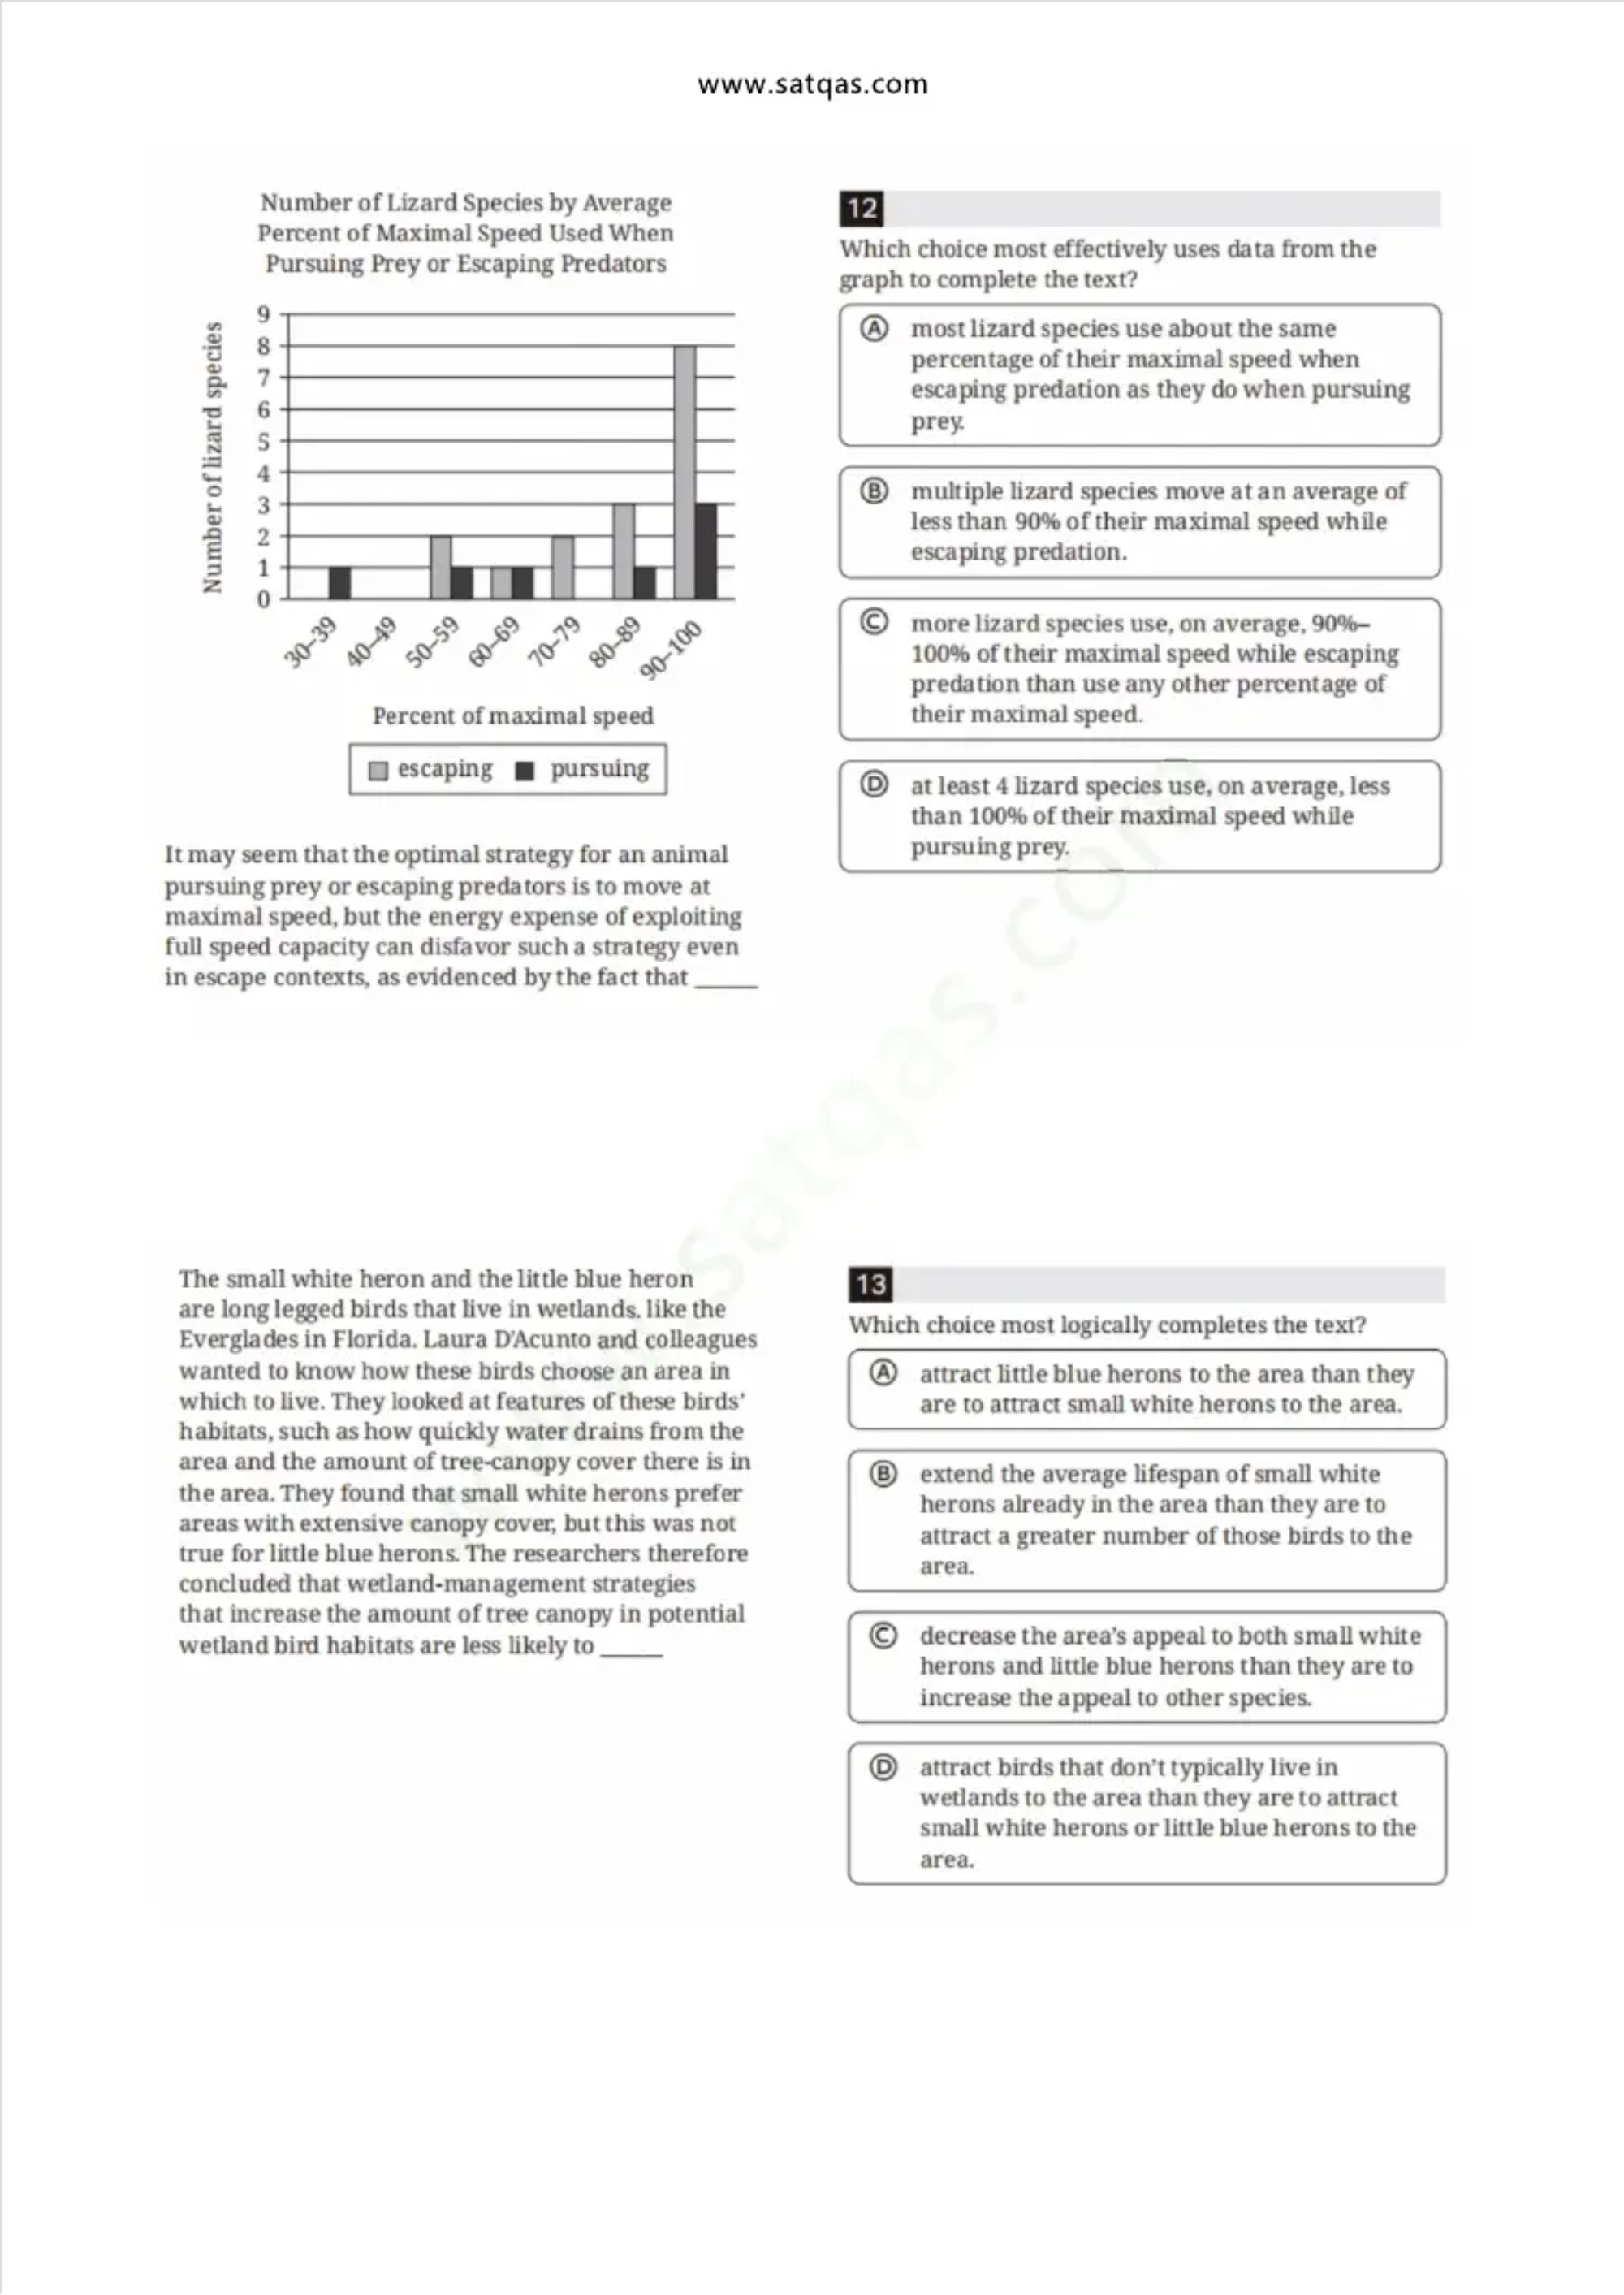 www.satqas.com
Number of Lizard Species by Average
Percent of Maximal Speed Used When
Pursuing Prey or Escaping Predators
Number of lizard species
9
8
7
6
5
4
3
2
1
0
30–39
40–49
50–59
60–69
70–79
80–89
90–100
Percent of maximal speed
escaping pursuing
It may seem that the optimal strategy for an animal
pursuing prey or escaping predators is to move at
maximal speed, but the energy expense of exploiting
full speed capacity can disfavor such a strategy even
in escape contexts, as evidenced by the fact that ______
12
Which choice most effectively uses data from the
graph to complete the text?
A most lizard species use about the same
percentage of their maximal speed when
escaping predation as they do when pursuing
prey.
B multiple lizard species move at an average of
less than 90% of their maximal speed while
escaping predation.
C more lizard species use, on average, 90%–
100% of their maximal speed while escaping
predation than use any other percentage of
their maximal speed.
D at least 4 lizard species use, on average, less
than 100% of their maximal speed while
pursuing prey.
The small white heron and the little blue heron
are long legged birds that live in wetlands. like the
Everglades in Florida. Laura D'Acunto and colleagues
wanted to know how these birds choose an area in
which to live. They looked at features of these birds'
habitats, such as how quickly water drains from the
area and the amount of tree-canopy cover there is in
the area. They found that small white herons prefer
areas with extensive canopy cover, but this was not
true for little blue herons. The researchers therefore
concluded that wetland-management strategies
that increase the amount of tree canopy in potential
wetland bird habitats are less likely to ______
13
Which choice most logically completes the text?
A attract little blue herons to the area than they
are to attract small white herons to the area.
B extend the average lifespan of small white
herons already in the area than they are to
attract a greater number of those birds to the
area.
C decrease the area's appeal to both small white
herons and little blue herons than they are to
increase the appeal to other species.
D attract birds that don't typically live in
wetlands to the area than they are to attract
small white herons or little blue herons to the
area.